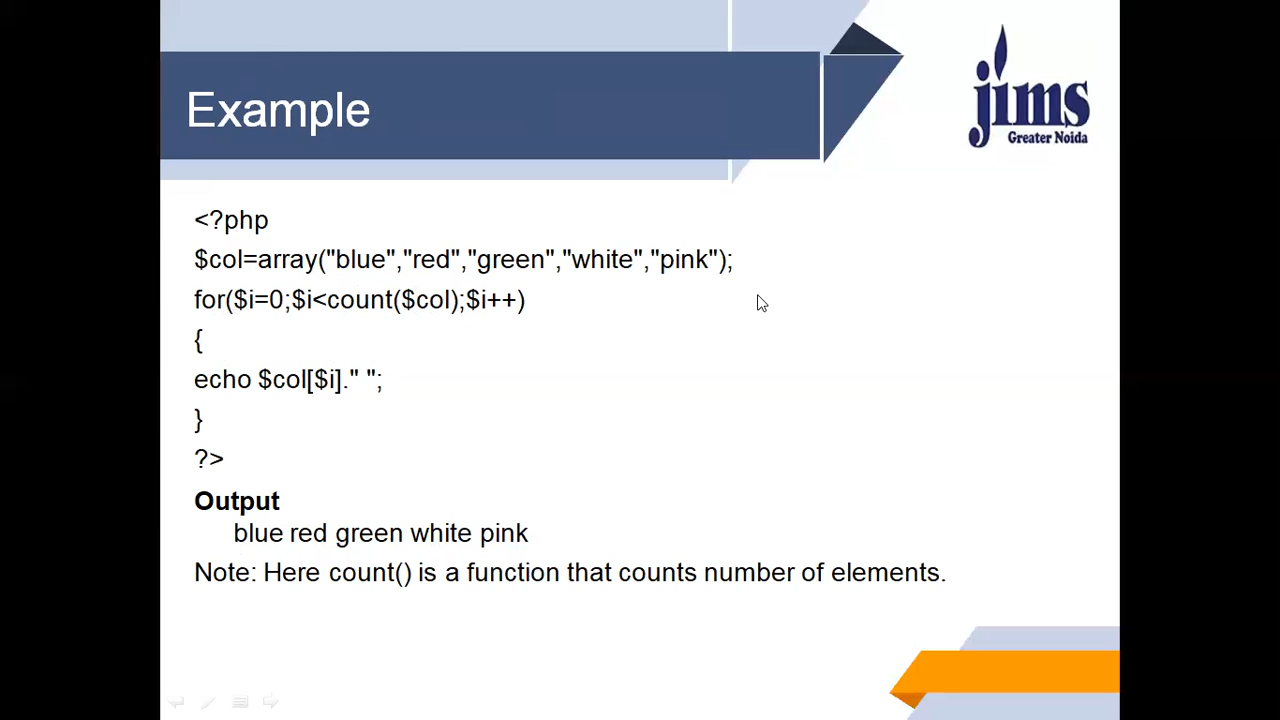 Example
jims
Greater Noida
<?php
$col=array("blue","red","green","white","pink");
for($i=0;$i<count($col);$i++)
{
echo $col[$i]." ";
}
?>
Output
blue red green white pink
Note: Here count() is a function that counts number of elements.